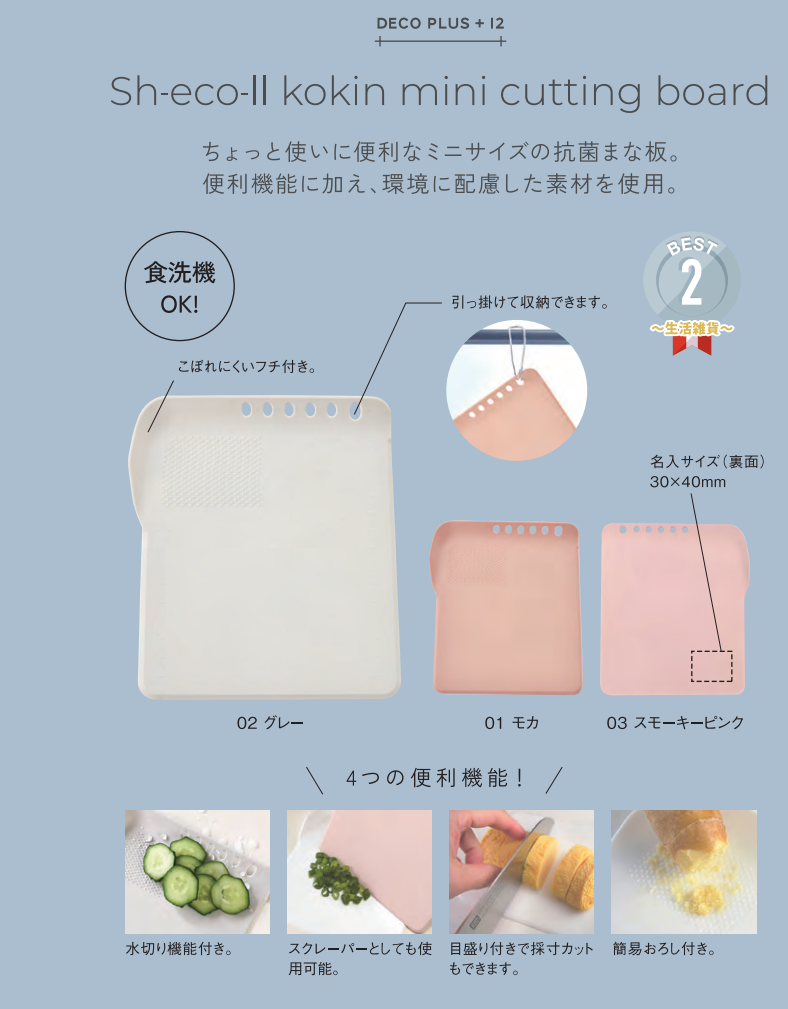 DECO PLUS + 12
Sh-eco-II kokin mini cutting board
ちょっと使いに便利なミニサイズの抗菌まな板。
便利機能に加え、環境に配慮した素材を使用。
食洗機
OK!
BEST
2
〜生活雑貨〜
引っ掛けて収納できます。
こぼれにくいフチ付き。
名入サイズ（裏面）
30×40mm
02 グレー
01 モカ
03 スモーキーピンク
4つの便利機能！
水切り機能付き。
スクレーパーとしても使
用可能。
目盛り付きで採寸カット
もできます。
簡易おろし付き。